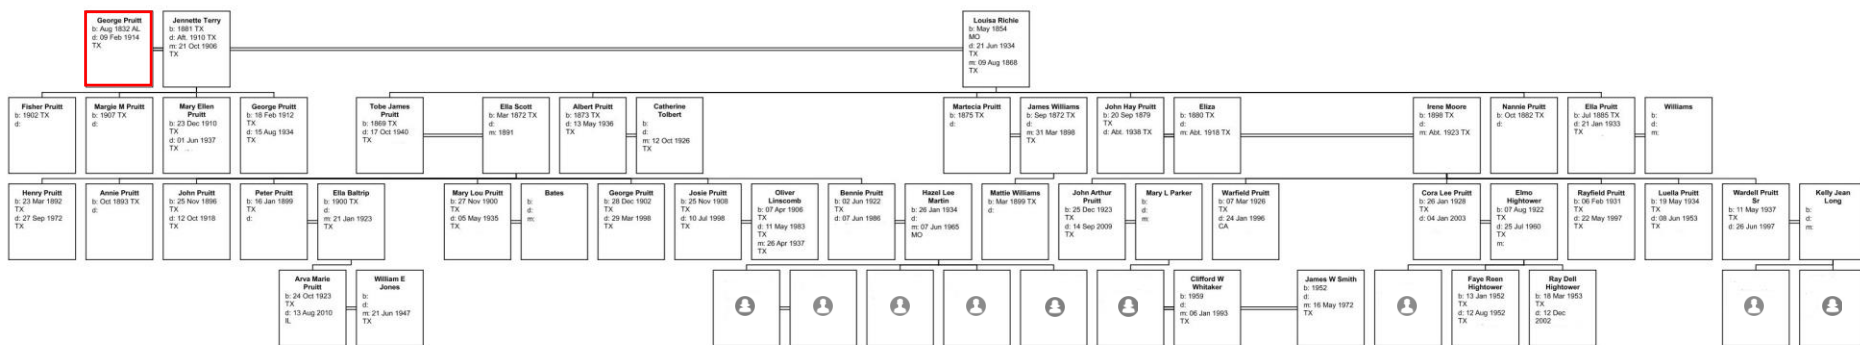 George Pruitt
b: Aug 1832 AL
d: 09 Feb 1914
TX
Jennette Terry
b: 1881 TX
d: Aft. 1910 TX
m: 21 Oct 1906
TX
Louisa Richie
b: May 1854
MO
d: 21 Jun 1934
TX
m: 09 Aug 1868
TX
Fisher Pruitt
b: 1902 TX
d:
Margie M Pruitt
b: 1907 TX
d:
Mary Ellen
Pruitt
b: 23 Dec 1910
TX
d: 01 Jun 1937
TX
George Pruitt
b: 18 Feb 1912
TX
d: 15 Aug 1934
TX
Tobe James
Pruitt
b: 1869 TX
d: 17 Oct 1940
TX
Ella Scott
b: Mar 1872 TX
d:
m: 1891
Albert Pruitt
b: 1873 TX
d: 13 May 1936
TX
Catherine
Tolbert
b:
d:
m: 12 Oct 1926
TX
Martecia Pruitt
b: 1875 TX
d:
James Williams
b: Sep 1872 TX
d:
m: 31 Mar 1898
TX
John Hay Pruitt
b: 20 Sep 1879
TX
d: Abt. 1938 TX
Eliza
b: 1880 TX
d:
m: Abt. 1918 TX
Irene Moore
b: 1898 TX
d:
m: Abt. 1923 TX
Nannie Pruitt
b: Oct 1882 TX
d:
Ella Pruitt
b: Jul 1885 TX
d: 21 Jan 1933
TX
Williams
b:
d:
m:
Henry Pruitt
b: 23 Mar 1892
TX
d: 27 Sep 1972
TX
Annie Pruitt
b: Oct 1893 TX
d:
John Pruitt
b: 25 Nov 1896
TX
d: 12 Oct 1918
TX
Peter Pruitt
b: 16 Jan 1899
TX
d:
Ella Baltrip
b: 1900 TX
d:
m: 21 Jan 1923
TX
Mary Lou Pruitt
b: 27 Nov 1900
TX
d: 05 May 1935
TX
Bates
b:
d:
m:
George Pruitt
b: 28 Dec 1902
TX
d: 29 Mar 1998
TX
Josie Pruitt
b: 25 Nov 1908
TX
d: 10 Jul 1998
TX
Oliver
Linscomb
b: 07 Apr 1906
TX
d: 11 May 1983
TX
m: 26 Apr 1937
TX
Bennie Pruitt
b: 02 Jun 1922
TX
d: 07 Jun 1986
Hazel Lee
Martin
b: 26 Jan 1934
d:
m: 07 Jun 1965
MO
Mattie Williams
b: Mar 1899 TX
d:
John Arthur
Pruitt
b: 25 Dec 1923
TX
d: 14 Sep 2009
TX
Mary L Parker
b:
d:
m:
Warfield Pruitt
b: 07 Mar 1926
TX
d: 24 Jan 1996
CA
Cora Lee Pruitt
b: 26 Jan 1928
TX
d: 04 Jan 2003
Elmo
Hightower
b: 07 Aug 1922
TX
d: 25 Jul 1960
TX
m:
Rayfield Pruitt
b: 06 Feb 1931
TX
d: 22 May 1997
TX
Luella Pruitt
b: 19 May 1934
TX
d: 08 Jun 1953
TX
Wardell Pruitt
Sr
b: 11 May 1937
TX
d: 26 Jun 1997
Kelly Jean
Long
b:
d:
m:
Arva Marie
Pruitt
b: 24 Oct 1923
TX
d: 13 Aug 2010
IL
William E
Jones
b:
d:
m: 21 Jun 1947
TX
Clifford W
Whitaker
b: 1959
d:
m: 06 Jan 1993
TX
James W Smith
b: 1952
d:
m: 16 May 1972
TX
Faye Reen
Hightower
b: 13 Jan 1952
TX
d: 12 Aug 1952
TX
Ray Dell
Hightower
b: 18 Mar 1953
TX
d: 12 Dec
2002